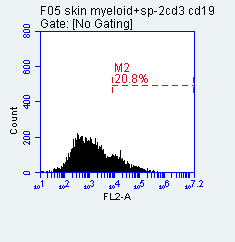 F05 skin myeloid+sp-2cd3 cd19
Gate: [No Gating]
800
600
400
200
0
Count
M2
20.8%
10^1 10^2 10^3 10^4 10^5 10^6 10^7.2
FL2-A